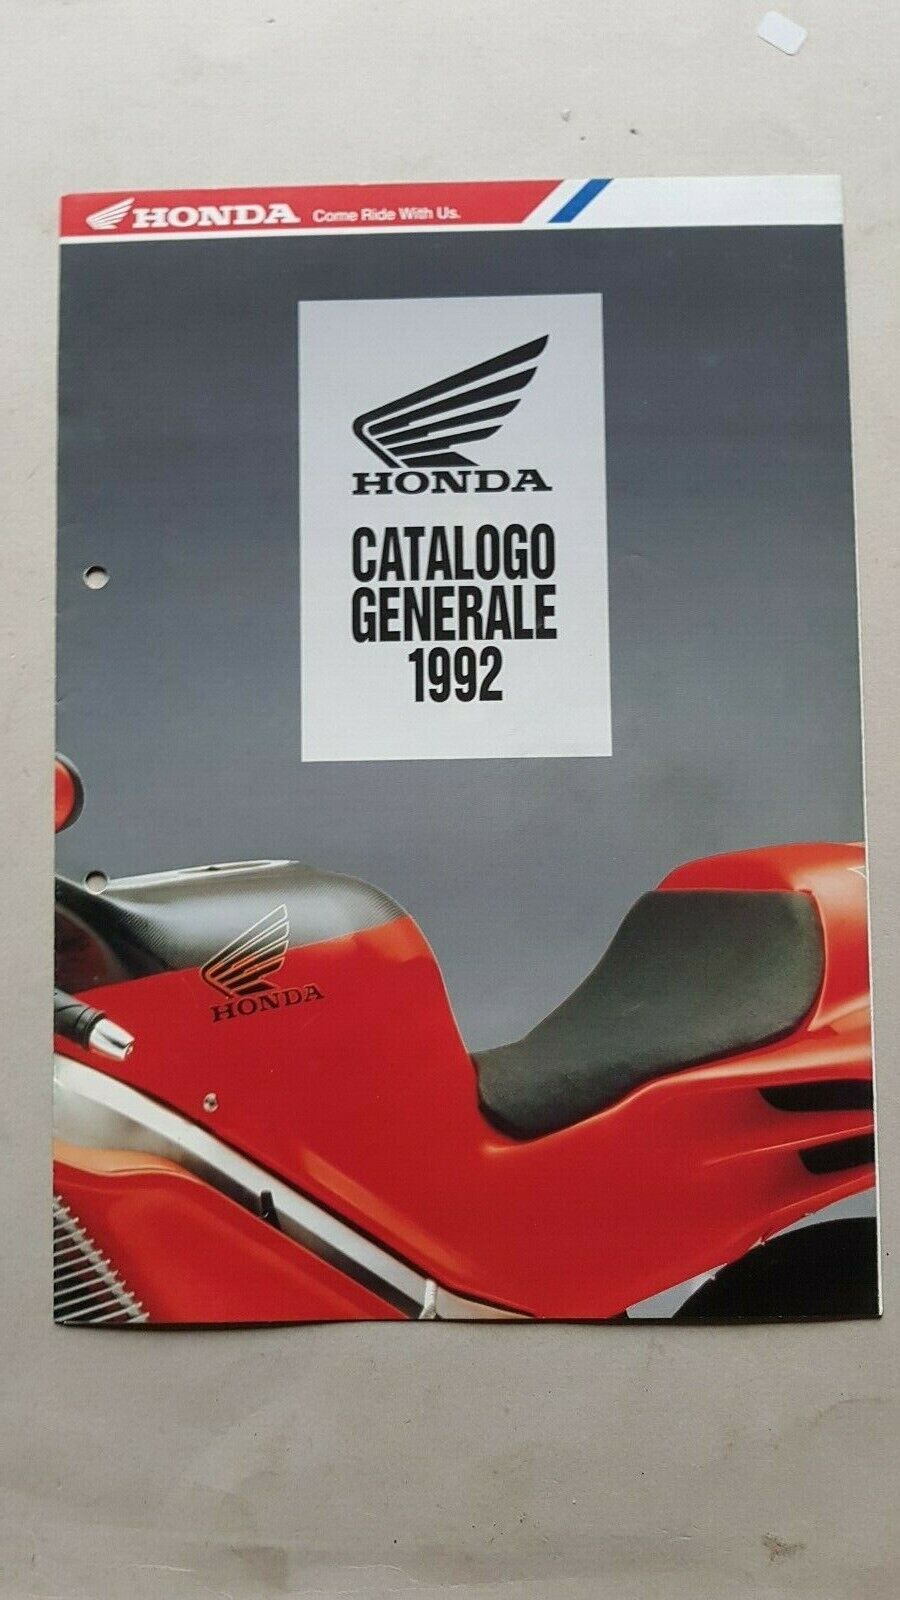 HONDA Come Ride With Us.
HONDA
CATALOGO
GENERALE
1992
HONDA